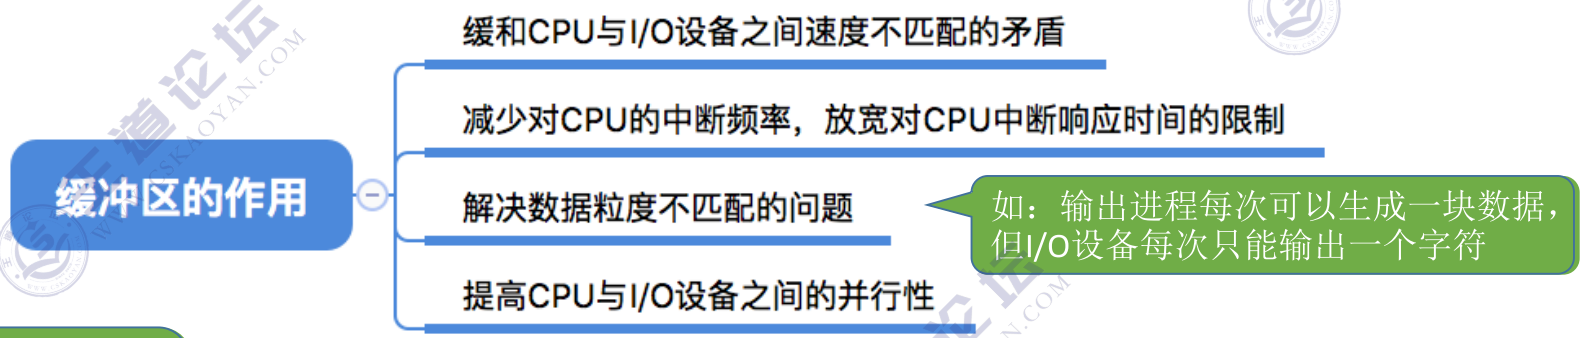 缓和CPU与I/O设备之间速度不匹配的矛盾
减少对CPU的中断频率，放宽对CPU中断响应时间的限制
缓冲区的作用
解决数据粒度不匹配的问题
如：输出进程每次可以生成一块数据，
但I/O设备每次只能输出一个字符
提高CPU与I/O设备之间的并行性